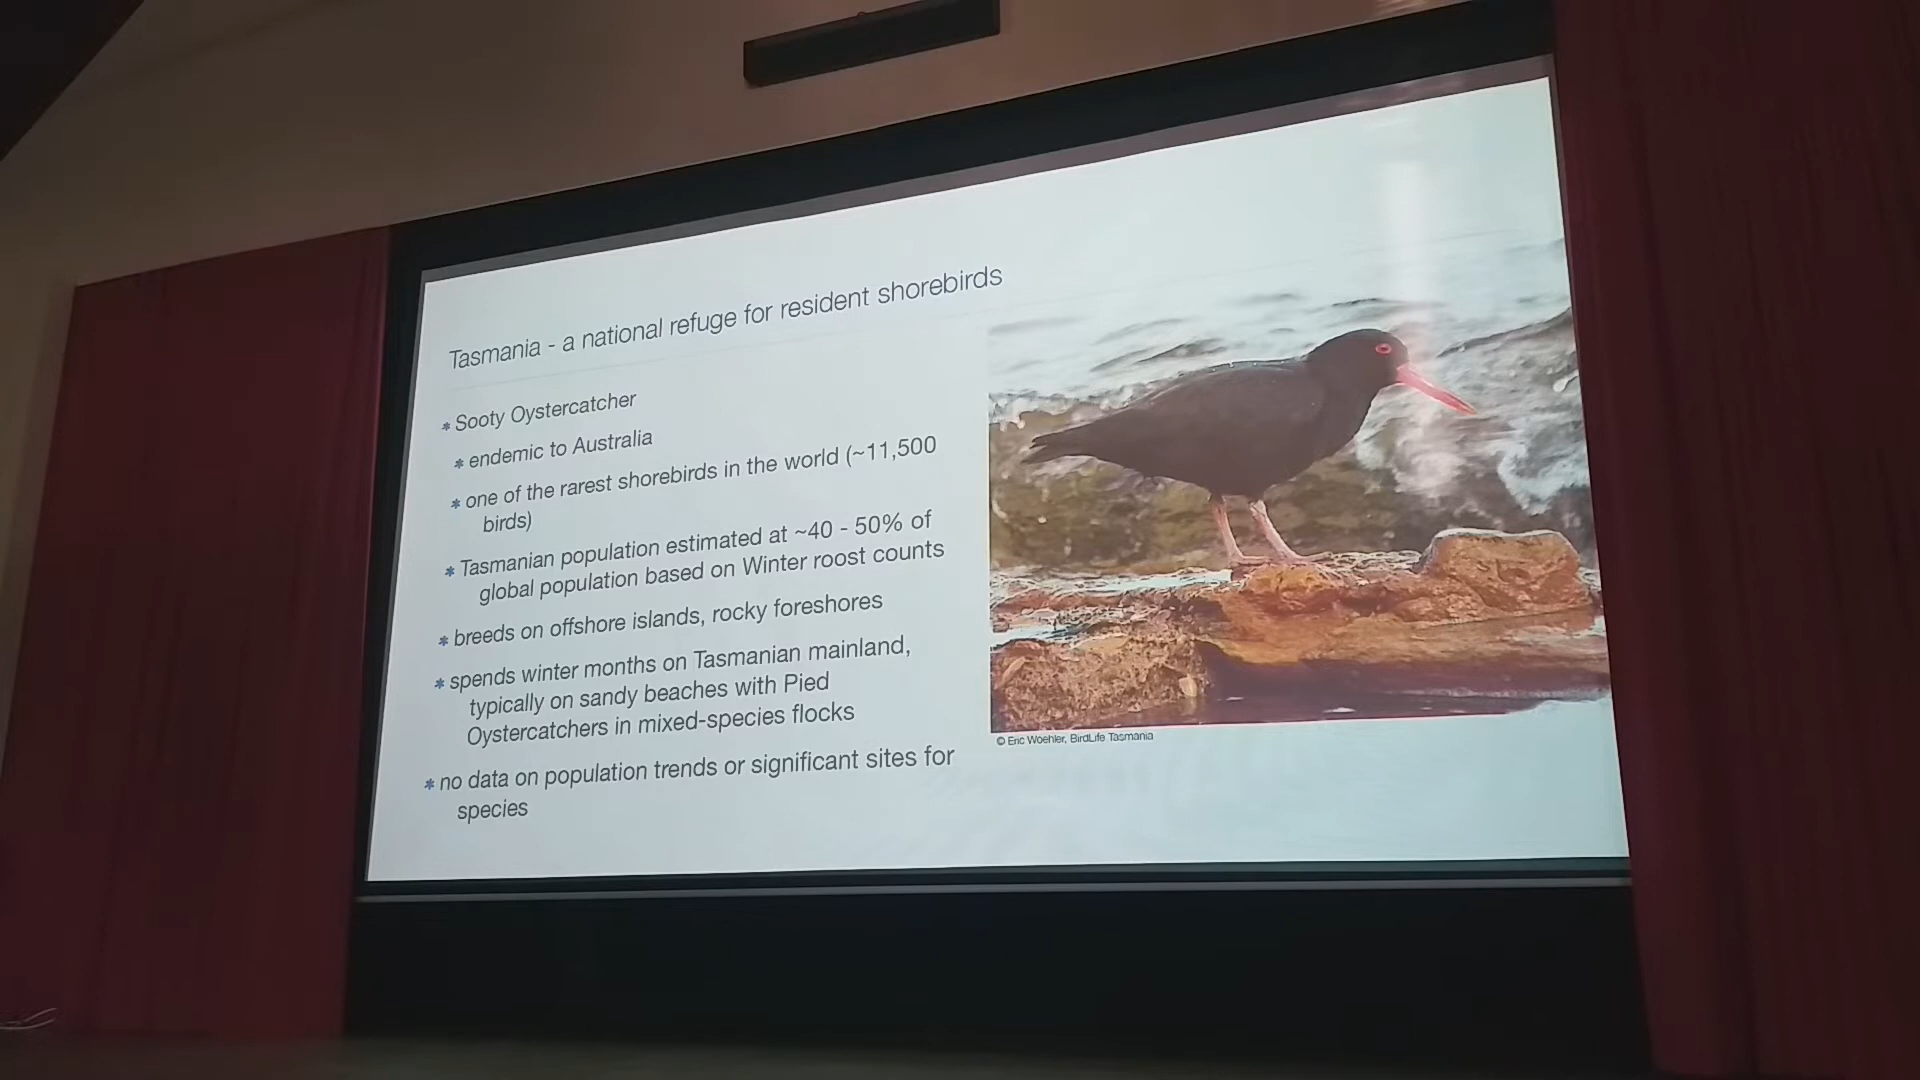 Tasmania - a national refuge for resident shorebirds
* Sooty Oystercatcher
* endemic to Australia
* one of the rarest shorebirds in the world (~11,500
birds)
* Tasmanian population estimated at ~40 - 50% of
global population based on Winter roost counts
* breeds on offshore islands, rocky foreshores
* spends winter months on Tasmanian mainland,
typically on sandy beaches with Pied
Oystercatchers in mixed-species flocks
* no data on population trends or significant sites for
species
© Eric Woehler, BirdLife Tasmania